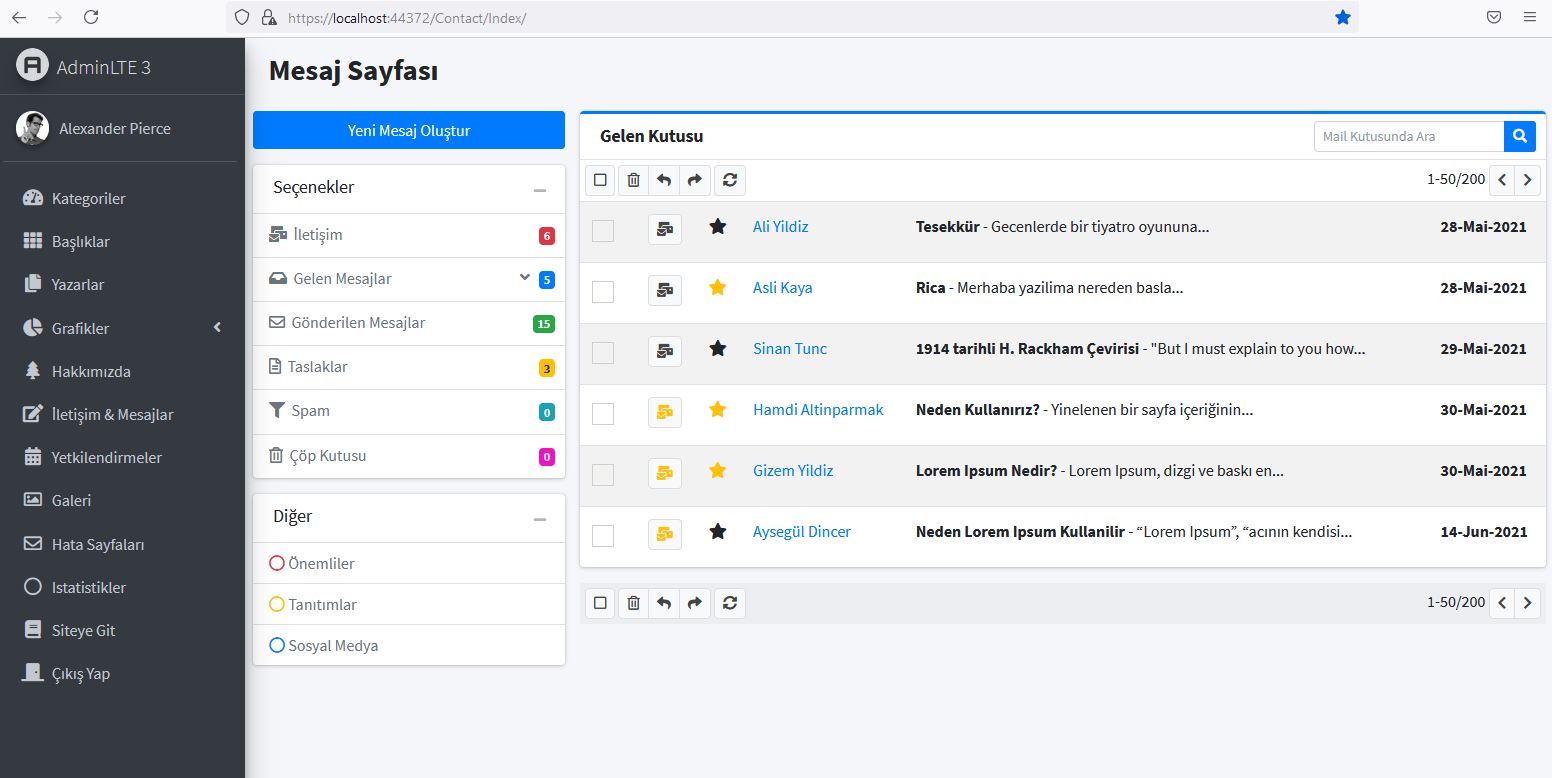 https://localhost:44372/Contact/Index/
AdminLTE 3
Alexander Pierce
Kategoriler
Başlıklar
Yazarlar
Grafikler
Hakkımızda
İletişim & Mesajlar
Yetkilendirmeler
Galeri
Hata Sayfaları
Istatistikler
Siteye Git
Çıkış Yap
Mesaj Sayfası
Yeni Mesaj Oluştur
Seçenekler
İletişim 6
Gelen Mesajlar 5
Gönderilen Mesajlar 15
Taslaklar 3
Spam 0
Çöp Kutusu 0
Diğer
Önemliler
Tanıtımlar
Sosyal Medya
Gelen Kutusu
Mail Kutusunda Ara
1-50/200
Ali Yildiz Tesekkür - Gecenlerde bir tiyatro oyununa... 28-Mai-2021
Asli Kaya Rica - Merhaba yazilima nereden basla... 28-Mai-2021
Sinan Tunc 1914 tarihli H. Rackham Çevirisi - "But I must explain to you how... 29-Mai-2021
Hamdi Altinparmak Neden Kullanırız? - Yinelenen bir sayfa içeriğinin... 30-Mai-2021
Gizem Yildiz Lorem Ipsum Nedir? - Lorem Ipsum, dizgi ve baskı en... 30-Mai-2021
Aysegül Dincer Neden Lorem Ipsum Kullanilir - “Lorem Ipsum”, “acının kendisi... 14-Jun-2021
1-50/200